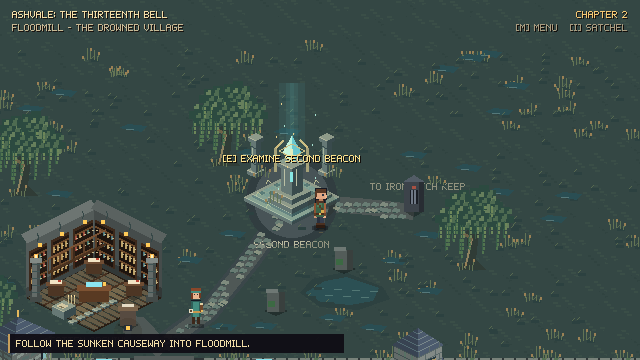 ASHVALE: THE THIRTEENTH BELL
FLOODMILL - THE DROWNED VILLAGE
CHAPTER 2
[M] MENU [I] SATCHEL
[E] EXAMINE SECOND BEACON
TO KEEP
SECOND BEACON
FOLLOW THE SUNKEN CAUSEWAY INTO FLOODMILL.